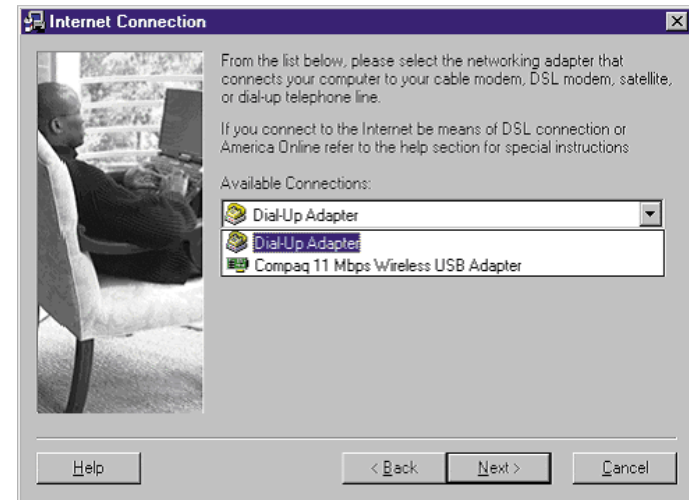 Internet Connection
From the list below, please select the networking adapter that
connects your computer to your cable modem, DSL modem, satellite,
or dial-up telephone line.
If you connect to the Internet be means of DSL connection or
America Online refer to the help section for special instructions
Available Connections:
Dial-Up Adapter
Dial-Up Adapter
Compaq 11 Mbps Wireless USB Adapter
Help
< Back
Next >
Cancel